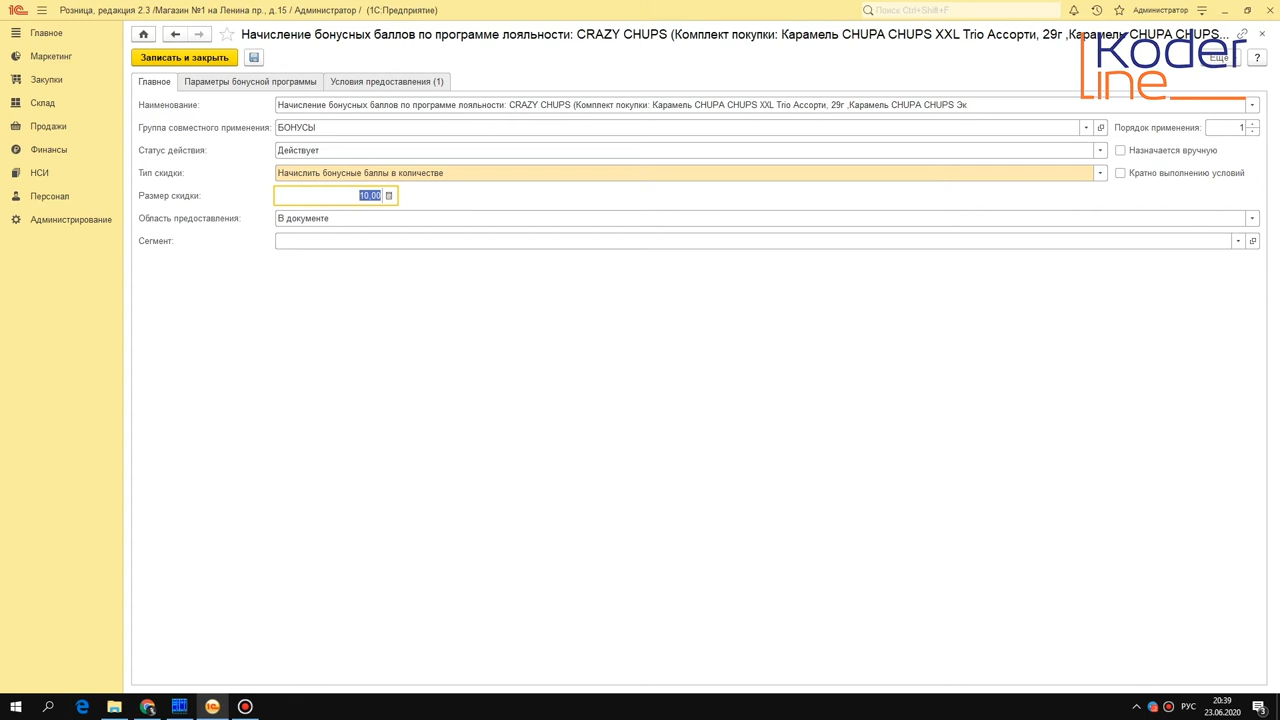 Розница, редакция 2.3 /Магазин №1 на Ленина пр., д.15 / Администратор / (1С:Предприятие)
Поиск Ctrl+Shift+F
Администратор
Главное
Маркетинг
Закупки
Склад
Продажи
Финансы
НСИ
Персонал
Администрирование
Начисление бонусных баллов по программе лояльности: CRAZY CHUPS (Комплект покупки: Карамель CHUPA CHUPS XXL Trio Ассорти, 29г ,Карамель CHUPA CHUPS...
Koder line
Записать и закрыть
Еще
?
Главное
Параметры бонусной программы
Условия предоставления (1)
Наименование: Начисление бонусных баллов по программе лояльности: CRAZY CHUPS (Комплект покупки: Карамель CHUPA CHUPS XXL Trio Ассорти, 29г ,Карамель CHUPA CHUPS Эк
Группа совместного применения: БОНУСЫ
Порядок применения: 1
Статус действия: Действует
Назначается вручную
Тип скидки: Начислить бонусные баллы в количестве
Кратно выполнению условий
Размер скидки: 10,00
Область предоставления: В документе
Сегмент:
РУС
20:39
23.06.2020
3